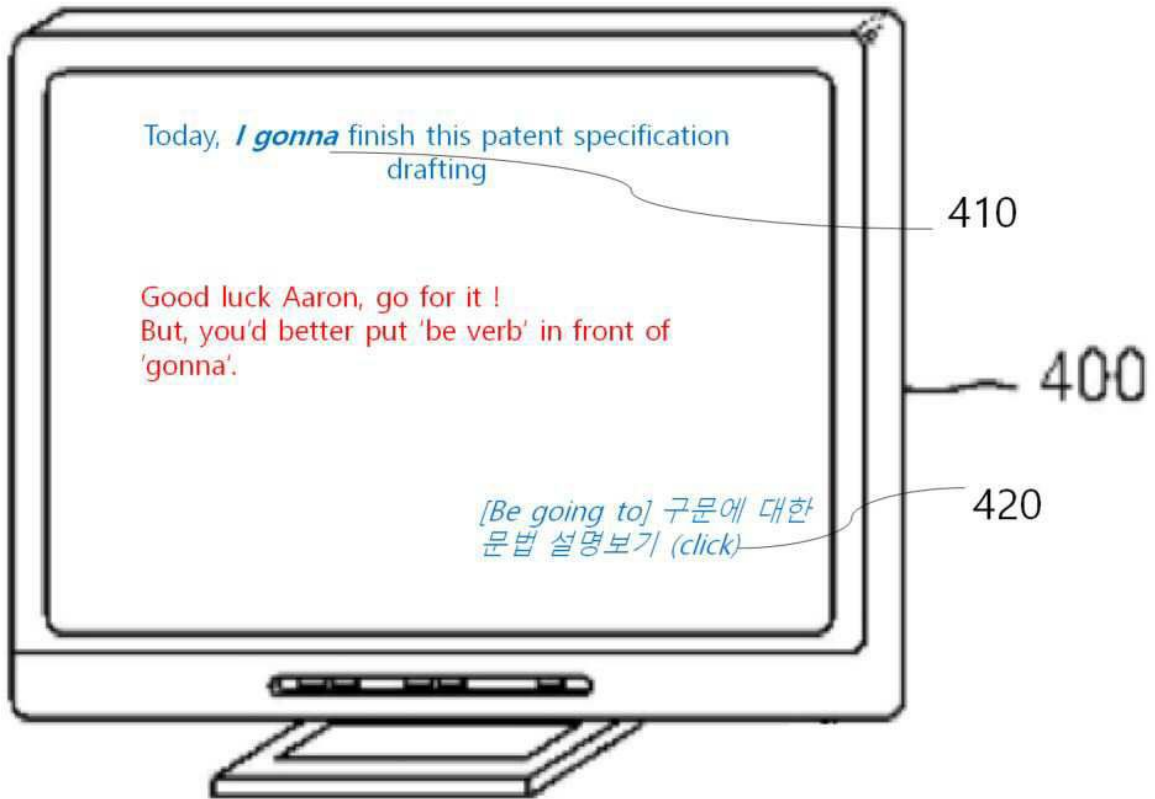 Today, I gonna finish this patent specification
drafting
410
Good luck Aaron, go for it !
But, you'd better put 'be verb' in front of
'gonna'.
400
[Be going to] 구문에 대한
문법 설명보기 (click)
420